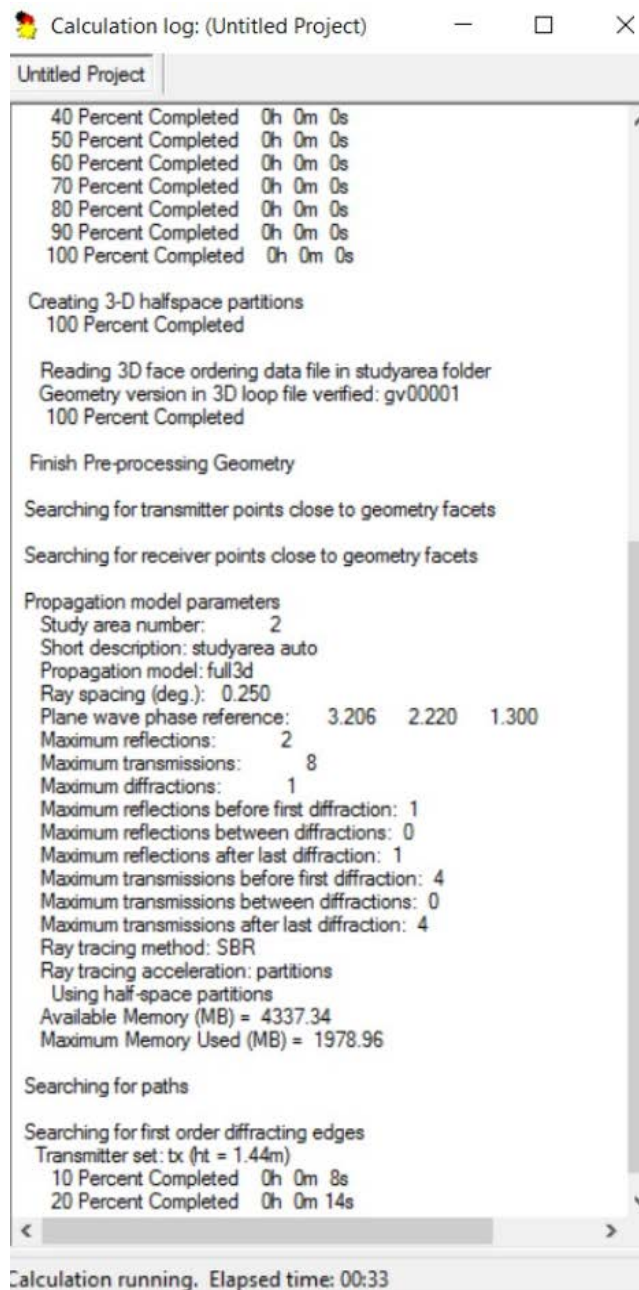 Calculation log: (Untitled Project)
Untitled Project
40 Percent Completed 0h 0m 0s
50 Percent Completed 0h 0m 0s
60 Percent Completed 0h 0m 0s
70 Percent Completed 0h 0m 0s
80 Percent Completed 0h 0m 0s
90 Percent Completed 0h 0m 0s
100 Percent Completed 0h 0m 0s
Creating 3-D halfspace partitions
100 Percent Completed
Reading 3D face ordering data file in studyarea folder
Geometry version in 3D loop file verified: gv00001
100 Percent Completed
Finish Pre-processing Geometry
Searching for transmitter points close to geometry facets
Searching for receiver points close to geometry facets
Propagation model parameters
Study area number: 2
Short description: studyarea auto
Propagation model: full3d
Ray spacing (deg.): 0.250
Plane wave phase reference: 3.206 2.220 1.300
Maximum reflections: 2
Maximum transmissions: 8
Maximum diffractions: 1
Maximum reflections before first diffraction: 1
Maximum reflections between diffractions: 0
Maximum reflections after last diffraction: 1
Maximum transmissions before first diffraction: 4
Maximum transmissions between diffractions: 0
Maximum transmissions after last diffraction: 4
Ray tracing method: SBR
Ray tracing acceleration: partitions
Using half-space partitions
Available Memory (MB) = 4337.34
Maximum Memory Used (MB) = 1978.96
Searching for paths
Searching for first order diffracting edges
Transmitter set: tx (ht = 1.44m)
10 Percent Completed 0h 0m 8s
20 Percent Completed 0h 0m 14s
Calculation running. Elapsed time: 00:33